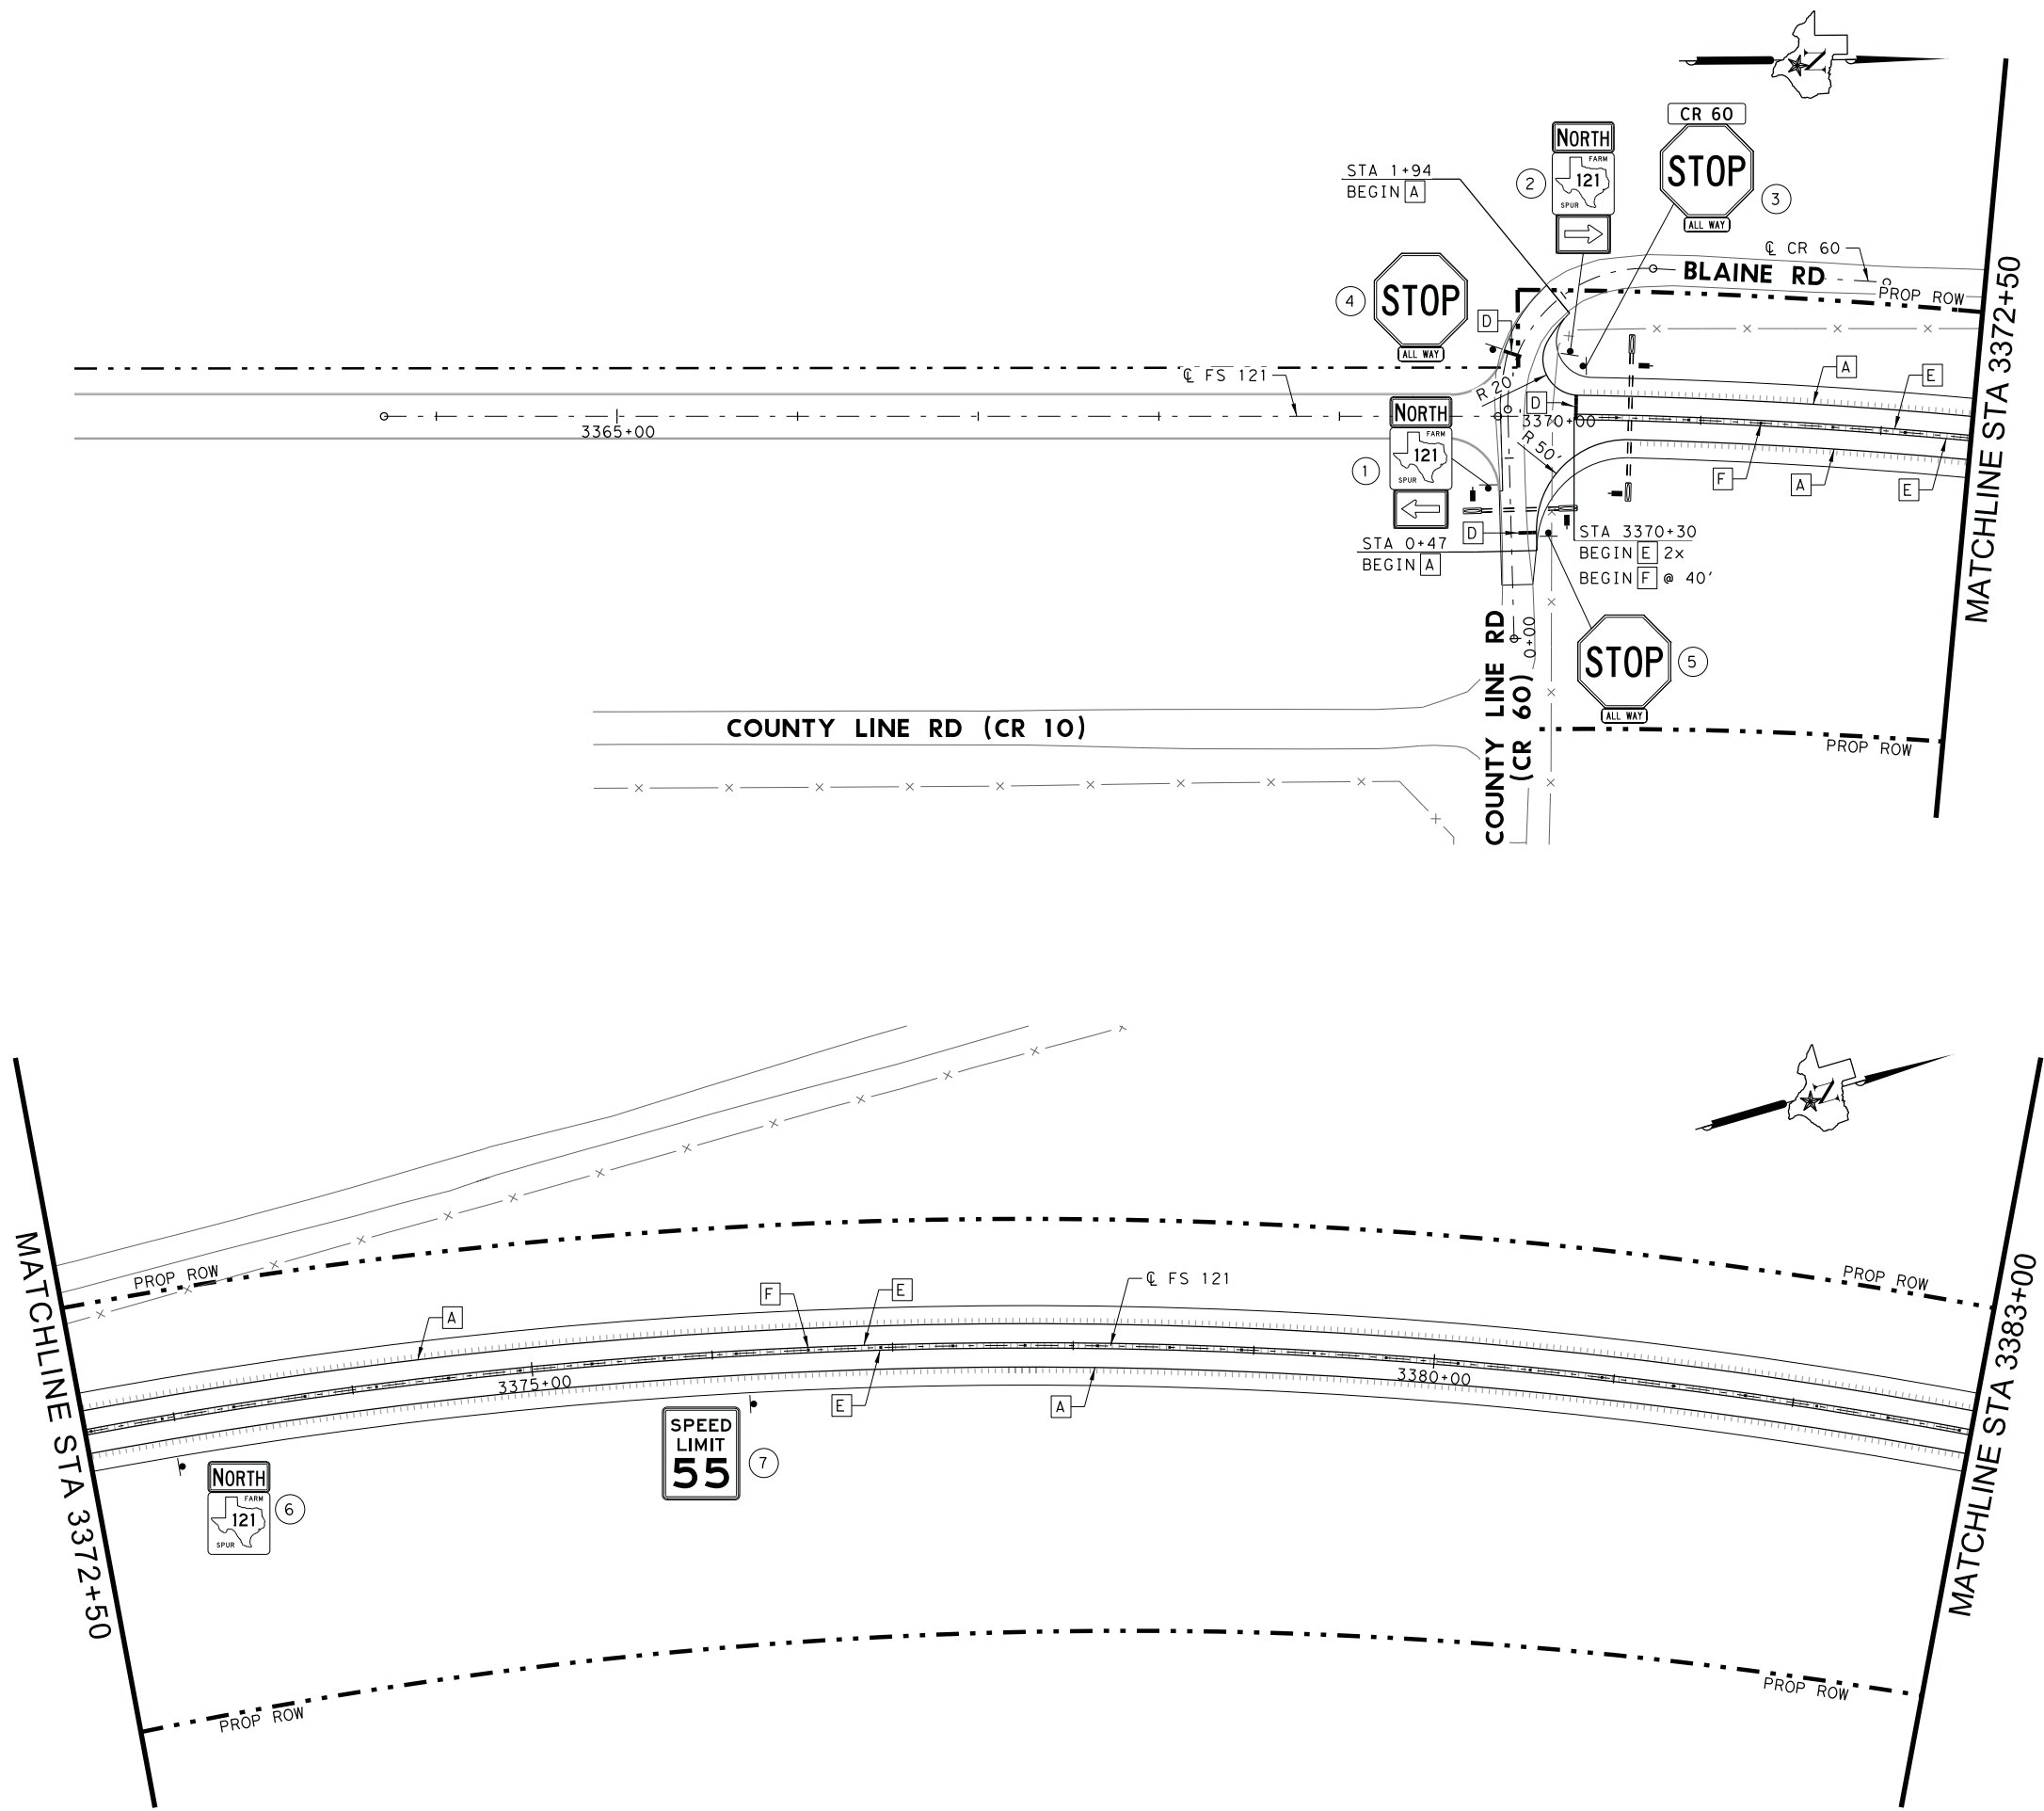 CR 60
STOP
ALL WAY
3
NORTH
FARM
121
SPUR
2
STA 1+94
BEGIN A
4
STOP
ALL WAY
D
℄ CR 60
BLAINE RD
PROP ROW
MATCHLINE STA 3372+50
℄ FS 121
R 20'
D
A
E
3365+00
3370+00
NORTH
FARM
121
SPUR
1
R 50'
F
A
E
D
STA 0+47
BEGIN A
STA 3370+30
BEGIN E 2x
BEGIN F @ 40'
0+00
STOP
ALL WAY
5
COUNTY LINE RD (CR 10)
COUNTY LINE RD
(CR 60)
PROP ROW
MATCHLINE STA 3372+50
PROP ROW
A
F
E
℄ FS 121
PROP ROW
MATCHLINE STA 3383+00
3375+00
3380+00
E
A
SPEED
LIMIT
55
7
NORTH
FARM
121
SPUR
6
PROP ROW
PROP ROW